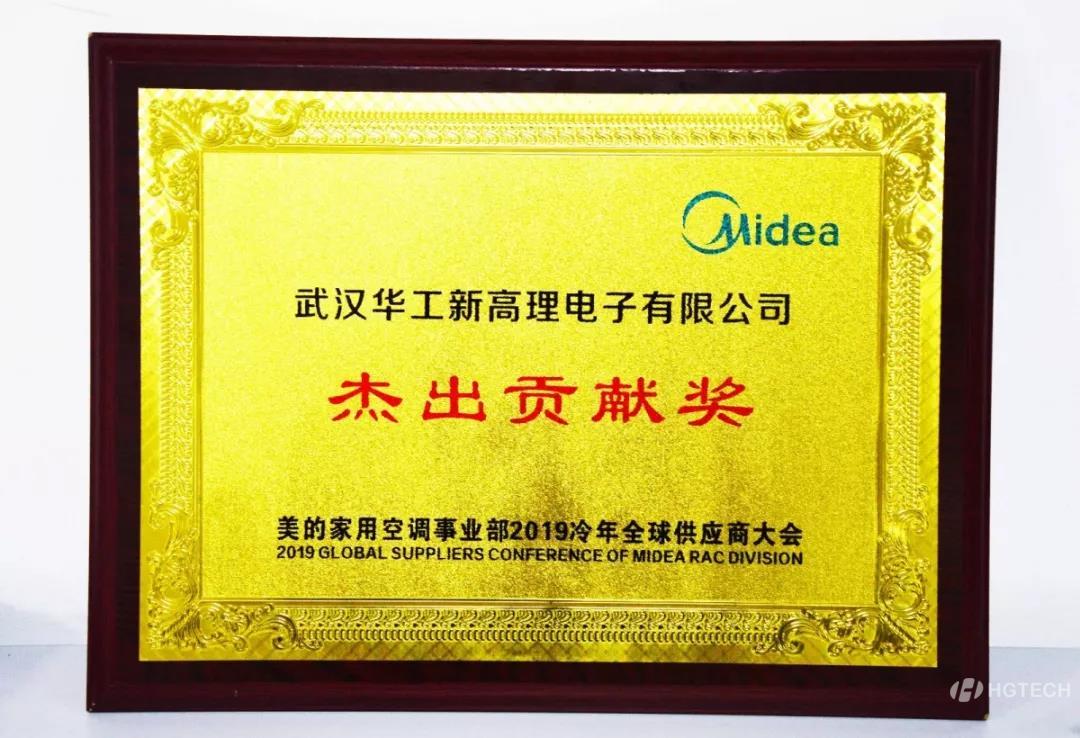 Midea
武汉华工新高理电子有限公司
杰出贡献奖
美的家用空调事业部2019冷年全球供应商大会
2019 GLOBAL SUPPLIERS CONFERENCE OF MIDEA RAC DIVISION
HGTECH